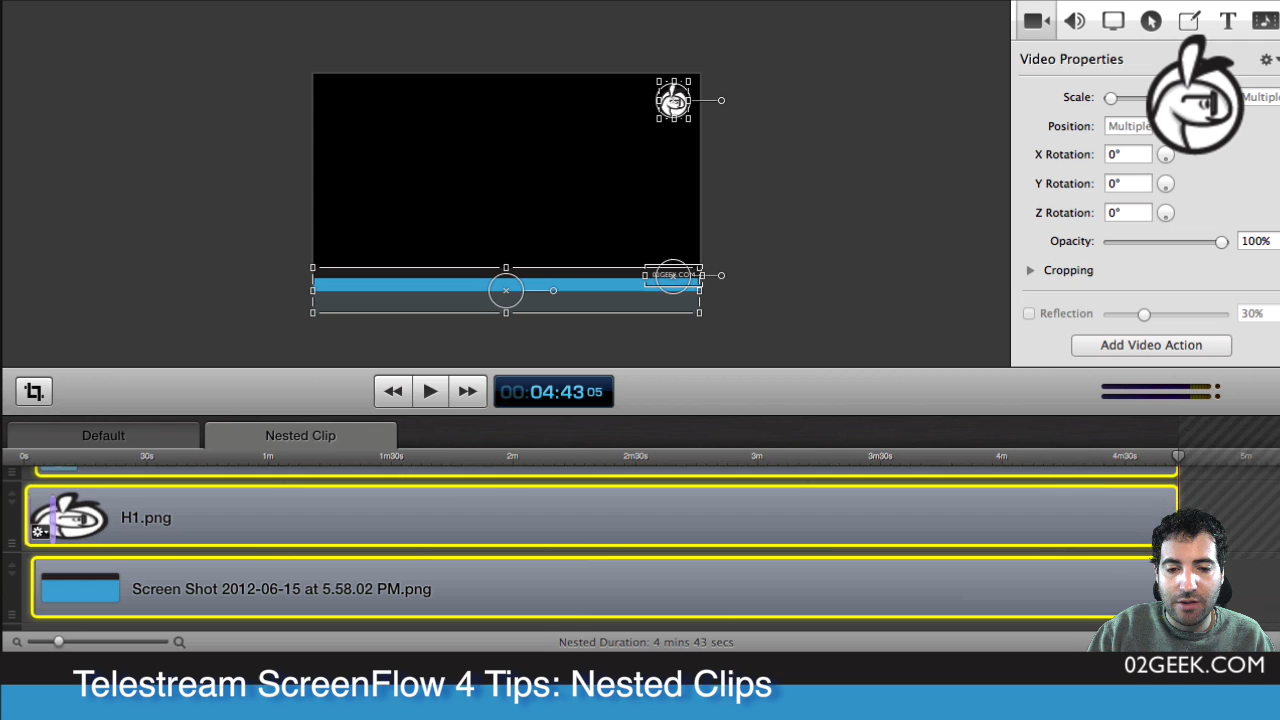 Video Properties
Scale:
Multiple
Position:
Multiple
X Rotation:
0°
Y Rotation:
0°
Z Rotation:
0°
Opacity:
100%
Cropping
Reflection
30%
Add Video Action
02GEEK.COM
00:04:43 05
Default
Nested Clip
0s 30s 1m 1m30s 2m 2m30s 3m 3m30s 4m 4m30s 5m
H1.png
Screen Shot 2012-06-15 at 5.58.02 PM.png
Nested Duration: 4 mins 43 secs
02GEEK.COM
Telestream ScreenFlow 4 Tips: Nested Clips